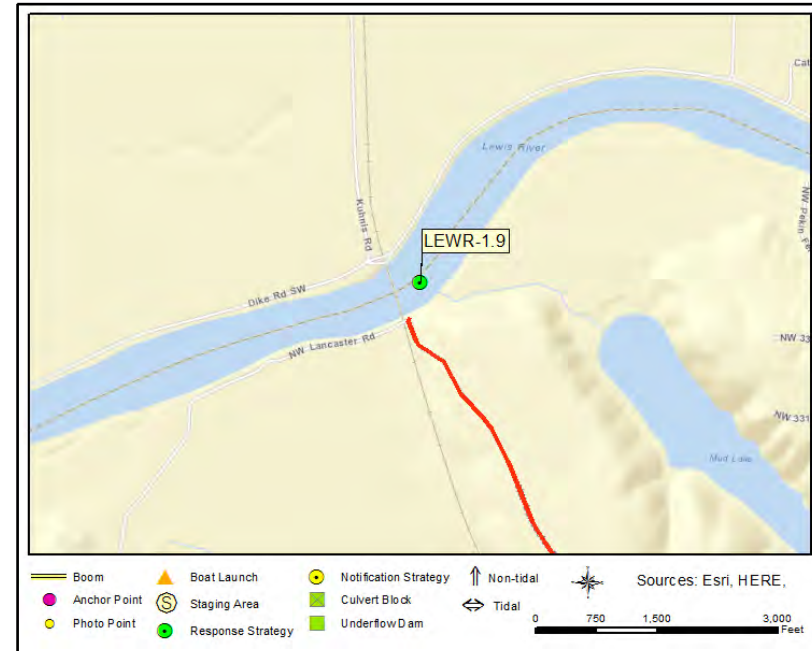 Cat
Lewis River
NW Pekin
Kuhnis Rd
LEWR-1.9
Dike Rd SW
NW Lancaster Rd
NW 33
NW 331
Mud Lake
Boom
Boat Launch
Notification Strategy
Non-tidal
Sources: Esri, HERE,
Anchor Point
S
Staging Area
Culvert Block
Tidal
Photo Point
Response Strategy
Underflow Dam
0 750 1,500 3,000
Feet